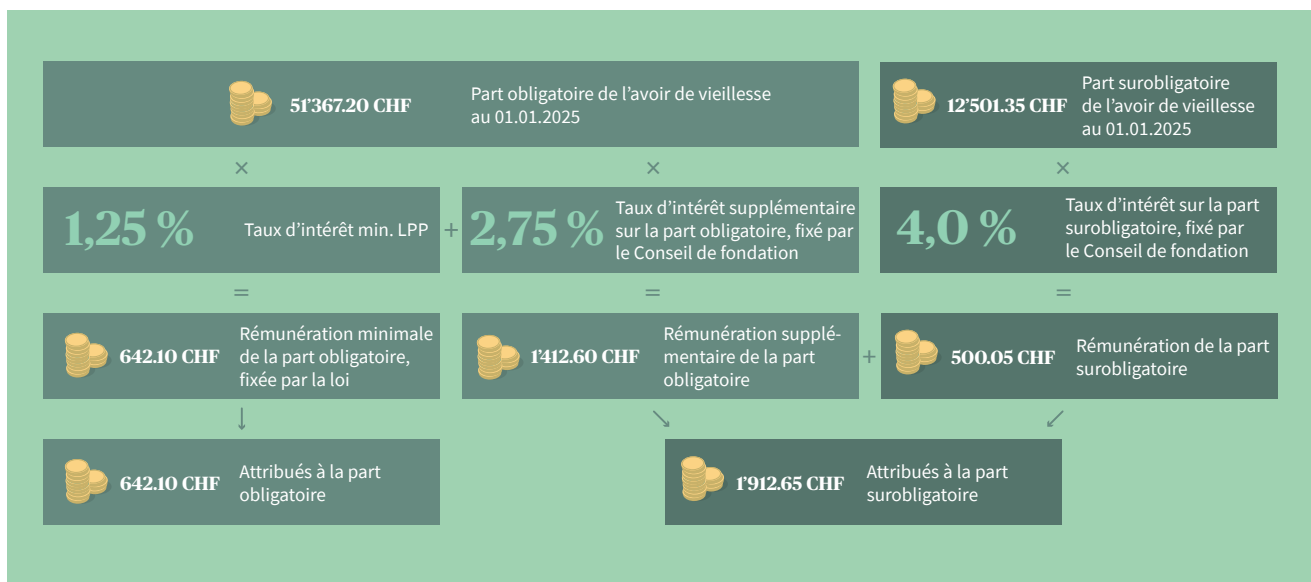 51'367.20 CHF
Part obligatoire de l'avoir de vieillesse
au 01.01.2025
12'501.35 CHF
Part surobligatoire
de l'avoir de vieillesse
au 01.01.2025
×
×
×
1,25 %
Taux d'intérêt min. LPP
+
2,75 %
Taux d'intérêt supplémentaire
sur la part obligatoire, fixé par
le Conseil de fondation
4,0 %
Taux d'intérêt sur la part
surobligatoire, fixé par
le Conseil de fondation
=
=
=
642.10 CHF
Rémunération minimale
de la part obligatoire,
fixée par la loi
1'412.60 CHF
Rémunération supplé-
mentaire de la part
obligatoire
+
500.05 CHF
Rémunération de la part
surobligatoire
↓
↘
↙
642.10 CHF
Attribués à la part
obligatoire
1'912.65 CHF
Attribués à la part
surobligatoire